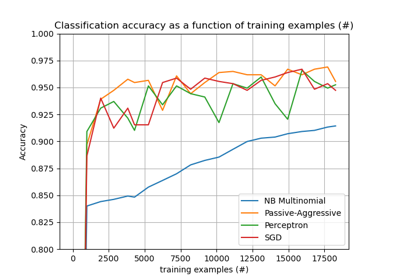 Classification accuracy as a function of training examples (#)
1.000
0.975
0.950
0.925
0.900
0.875
0.850
0.825
0.800
Accuracy
0
2500
5000
7500
10000
12500
15000
17500
training examples (#)
NB Multinomial
Passive-Aggressive
Perceptron
SGD